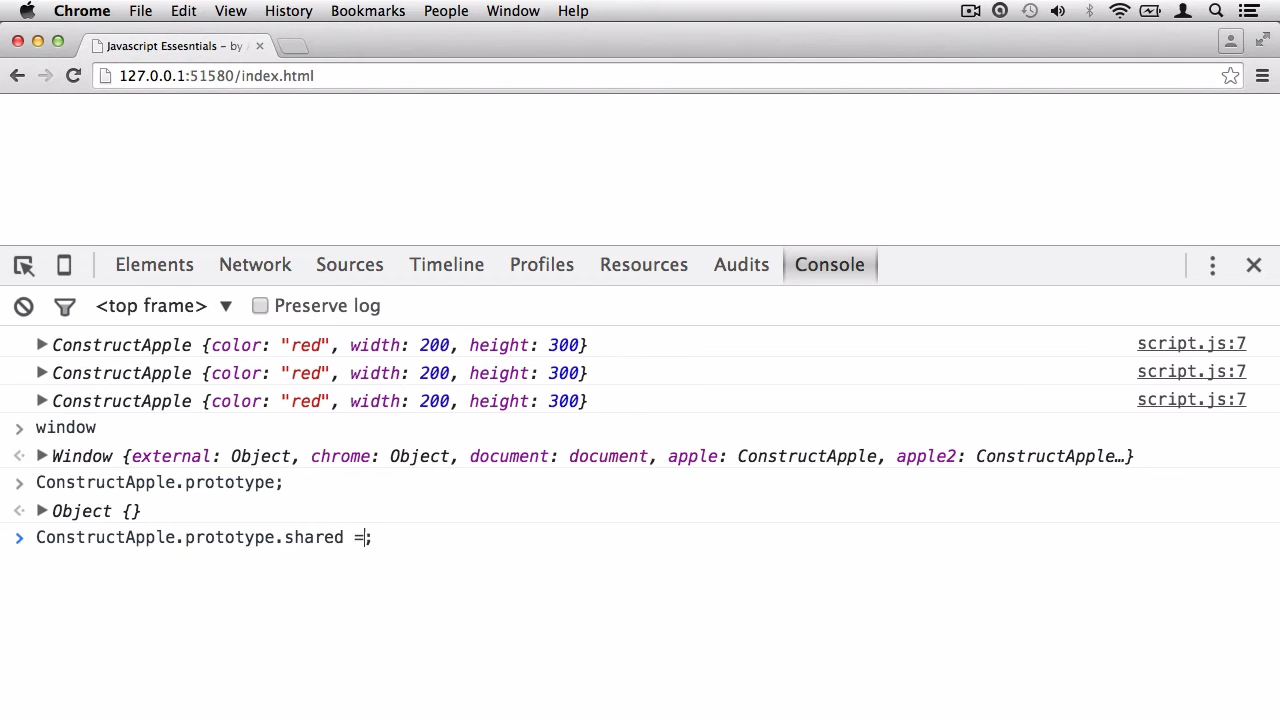 Chrome File Edit View History Bookmarks People Window Help
Javascript Essesntials – by
127.0.0.1:51580/index.html
Elements Network Sources Timeline Profiles Resources Audits Console
<top frame> ▼ Preserve log
ConstructApple {color: "red", width: 200, height: 300} script.js:7
ConstructApple {color: "red", width: 200, height: 300} script.js:7
ConstructApple {color: "red", width: 200, height: 300} script.js:7
window
Window {external: Object, chrome: Object, document: document, apple: ConstructApple, apple2: ConstructApple…}
ConstructApple.prototype;
Object {}
ConstructApple.prototype.shared =;